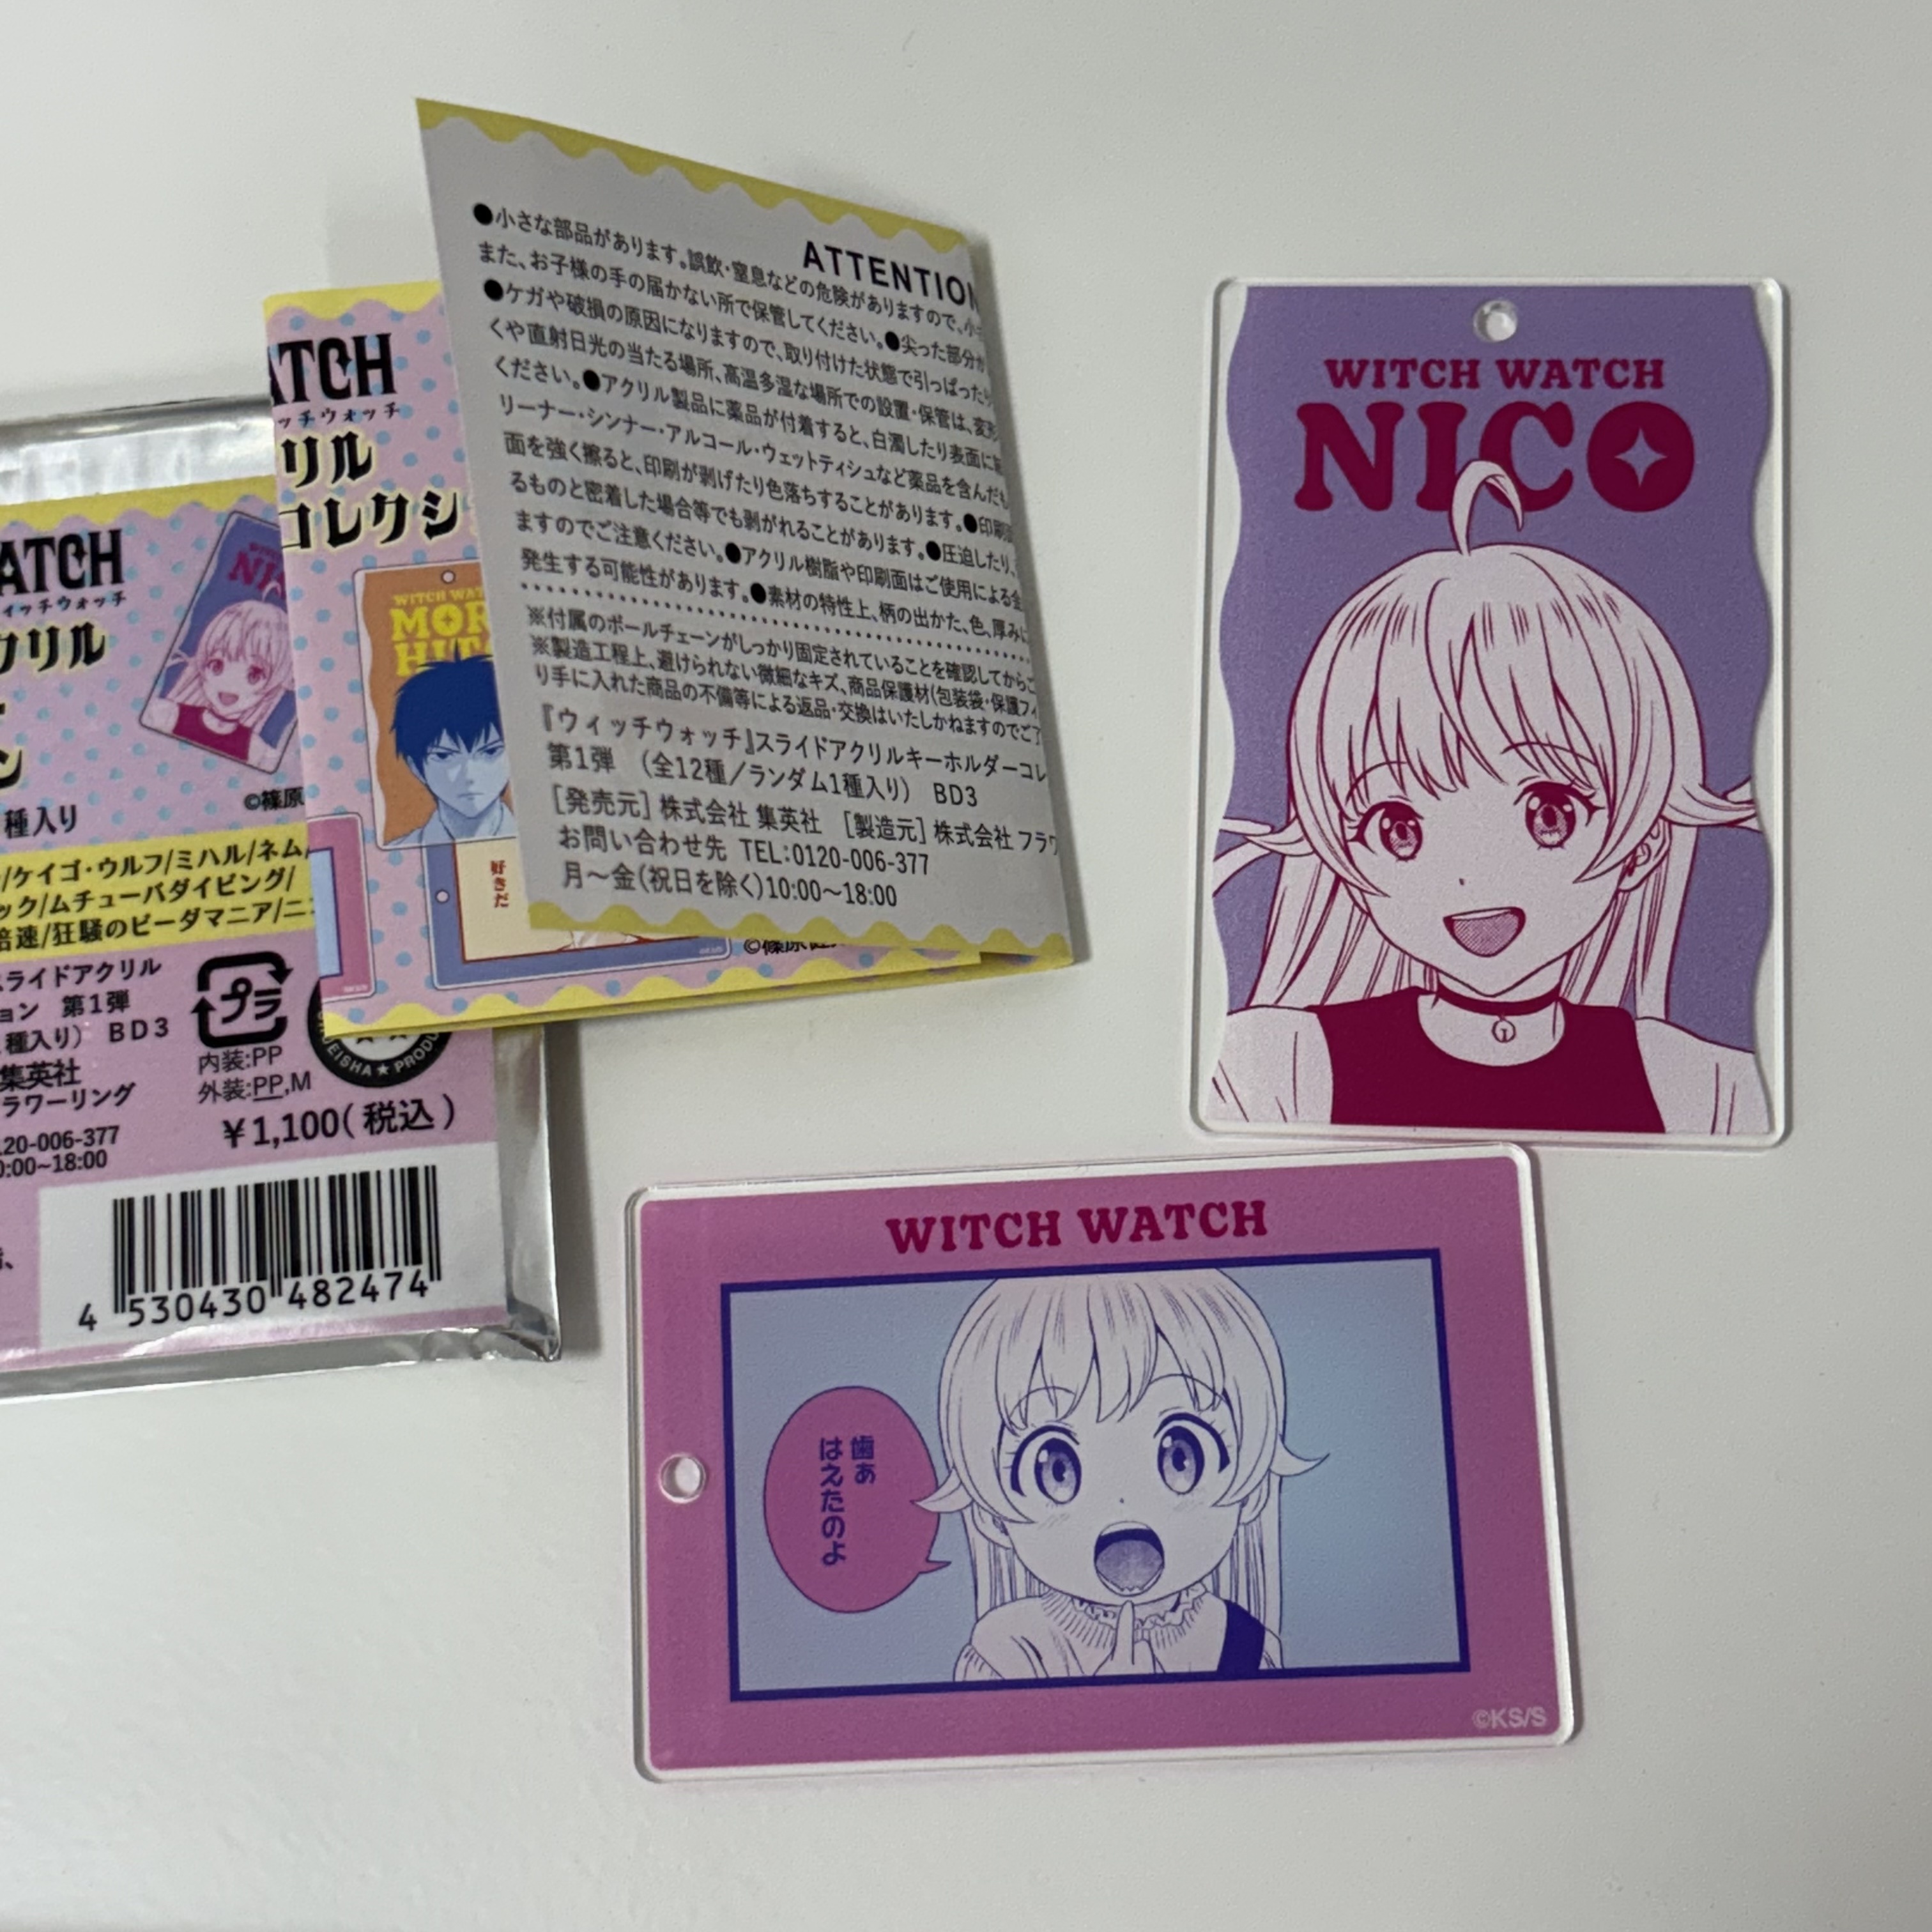 ATCH
イッチウォッチ
クリル
ン
種入り
©篠原
/ケイゴ・ウルフ/ミハル/ネム/
ック/ムチューバダイビング/
倍速/狂騒のビーダマニア/ニ
スライドアクリル
ョン 第1弾
種入り) BD3
集英社
ラワーリング
120-006-377
0:00~18:00
プラ
内装:PP
外装:PP,M
¥1,100(税込)
4 530430 482474
EISHA★PRODU
ATCH
ッチウォッチ
リル
コレクシ
WITCH WAT
MOR
HIT
好きだ
©篠原健
ATTENTION
●小さな部品があります。誤飲・窒息などの危険がありますので、小
また、お子様の手の届かない所で保管してください。●尖った部分が
●ケガや破損の原因になりますので、取り付けた状態で引っぱったり
くや直射日光の当たる場所、高温多湿な場所での設置・保管は、変形
ください。●アクリル製品に薬品が付着すると、白濁したり表面に
リーナー・シンナー・アルコール・ウェットティシュなど薬品を含んだも
面を強く擦ると、印刷が剥げたり色落ちすることがあります。●印刷面
るものと密着した場合等でも剥がれることがあります。●圧迫したり、
ますのでご注意ください。●アクリル樹脂や印刷面はご使用による金
発生する可能性があります。●素材の特性上、柄の出かた、色、厚みに
※付属のボールチェーンがしっかり固定されていることを確認してからご
※製造工程上、避けられない微細なキズ、商品保護材(包装袋・保護フィ
り手に入れた商品の不備等による返品・交換はいたしかねますのでご了
『ウィッチウォッチ』スライドアクリルキーホルダーコレ
第1弾 (全12種/ランダム1種入り) BD3
[発売元] 株式会社 集英社 [製造元] 株式会社 フラワ
お問い合わせ先 TEL:0120-006-377
月〜金(祝日を除く)10:00〜18:00
WITCH WATCH
NICO
WITCH WATCH
歯ぁ
はえたのよ
©KS/S